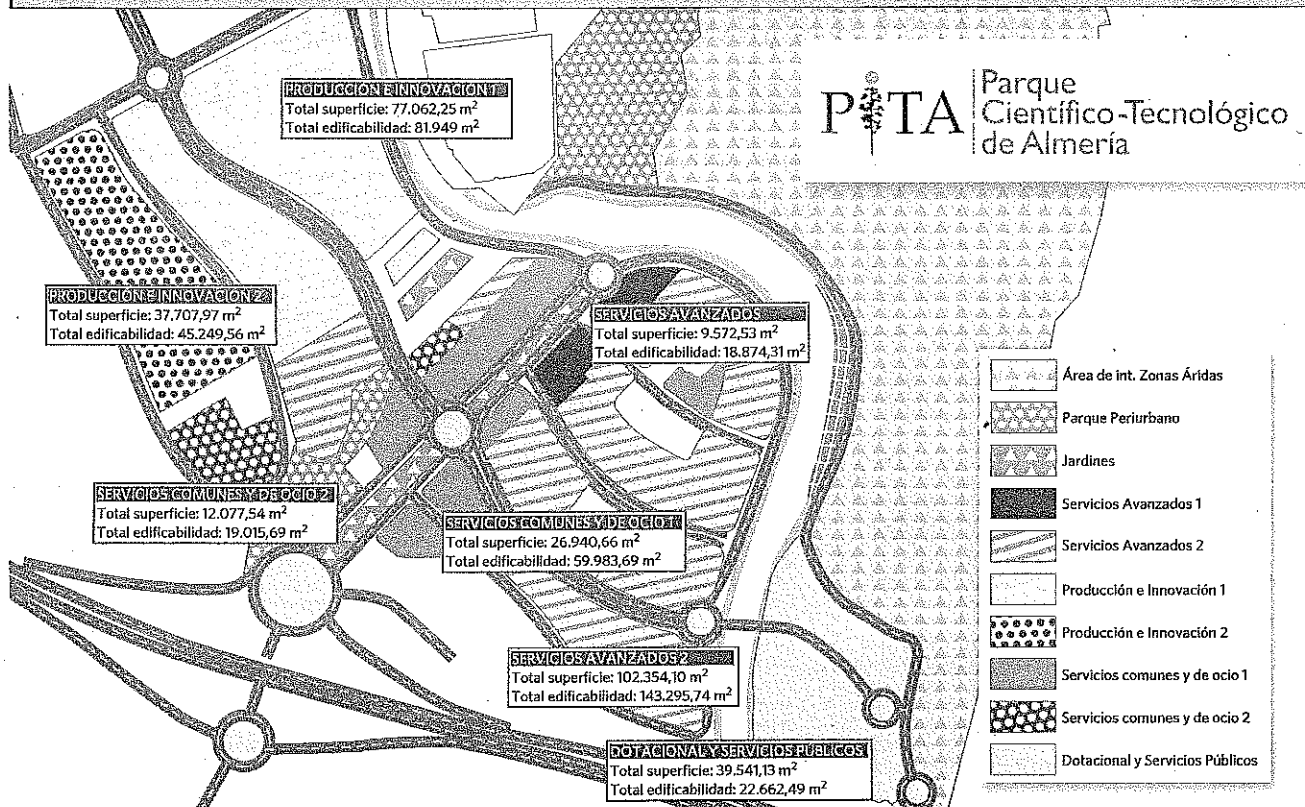 PITA
Parque
Científico-Tecnológico
de Almería
PRODUCCIÓN E INNOVACIÓN 1
Total superficie: 77.062,25 m²
Total edificabilidad: 81.949 m²
PRODUCCIÓN E INNOVACIÓN 2
Total superficie: 37.707,97 m²
Total edificabilidad: 45.249,56 m²
SERVICIOS AVANZADOS
Total superficie: 9.572,53 m²
Total edificabilidad: 18.874,31 m²
SERVICIOS COMUNES Y DE OCIO 2
Total superficie: 12.077,54 m²
Total edificabilidad: 19.015,69 m²
SERVICIOS COMUNES Y DE OCIO 1
Total superficie: 26.940,66 m²
Total edificabilidad: 59.983,69 m²
SERVICIOS AVANZADOS 2
Total superficie: 102.354,10 m²
Total edificabilidad: 143.295,74 m²
DOTACIONAL Y SERVICIOS PÚBLICOS
Total superficie: 39.541,13 m²
Total edificabilidad: 22.662,49 m²
Área de int. Zonas Áridas
Parque Periurbano
Jardines
Servicios Avanzados 1
Servicios Avanzados 2
Producción e Innovación 1
Producción e Innovación 2
Servicios comunes y de ocio 1
Servicios comunes y de ocio 2
Dotacional y Servicios Públicos